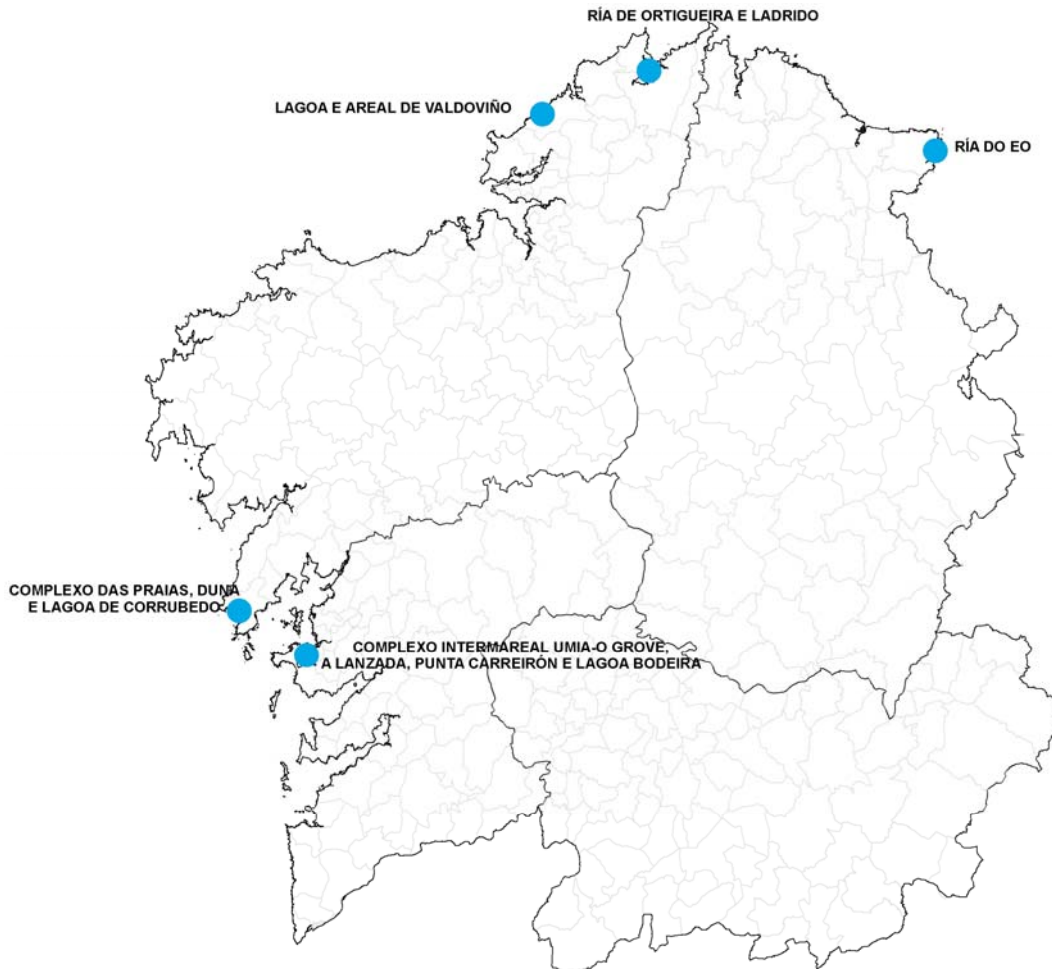 RÍA DE ORTIGUEIRA E LADRIDO
LAGOA E AREAL DE VALDOVIÑO
RÍA DO EO
COMPLEXO DAS PRAIAS, DUNA
E LAGOA DE CORRUBEDO
COMPLEXO INTERMAREAL UMIA-O GROVE,
A LANZADA, PUNTA CARREIRÓN E LAGOA BODEIRA